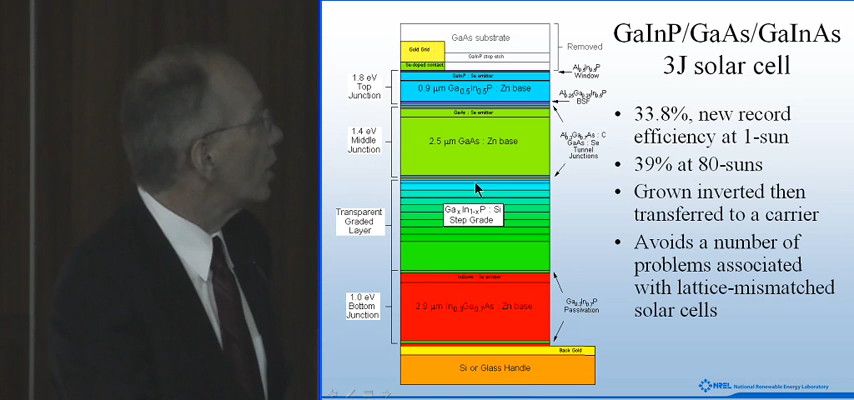 GaInP/GaAs/GaInAs
3J solar cell
• 33.8%, new record
efficiency at 1-sun
• 39% at 80-suns
• Grown inverted then
transferred to a carrier
• Avoids a number of
problems associated
with lattice-mismatched
solar cells
GaAs substrate
Gold Grid
GaInP stop etch
Se-doped contact
Removed
1.8 eV
Top
Junction
GaInP : Se emitter
0.9 µm Ga0.5In0.5P : Zn base
Window
BSF
1.4 eV
Middle
Junction
GaAs : Se emitter
2.5 µm GaAs : Zn base
GaAs : Se
Tunnel
Junctions
Transparent
Graded
Layer
GaxIn1-xP : Si
Step Grade
1.0 eV
Bottom
Junction
InGaAs : Se emitter
2.9 µm In0.3Ga0.7As : Zn base
Passivation
Back Gold
Si or Glass Handle
NREL National Renewable Energy Laboratory